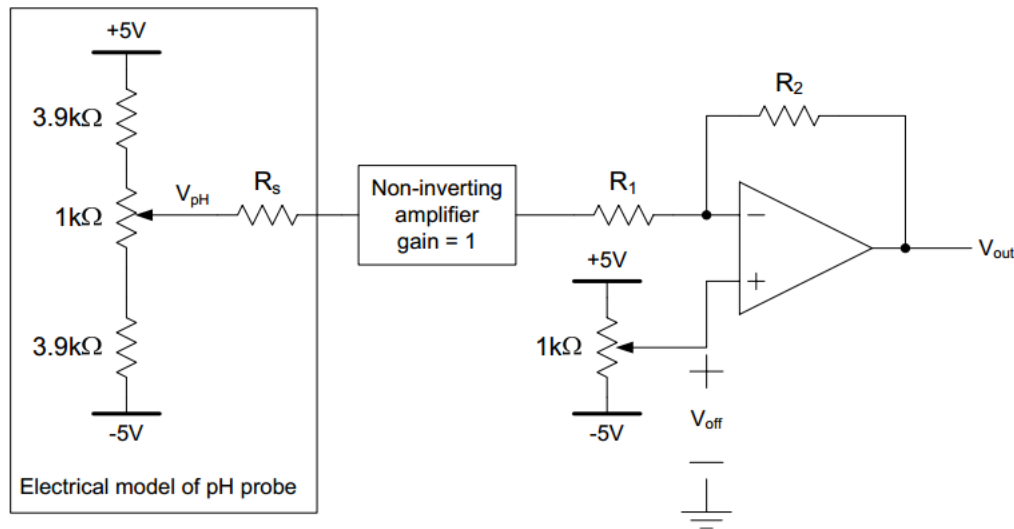 +5V
3.9kΩ
1kΩ
3.9kΩ
-5V
V_pH
R_s
Electrical model of pH probe
Non-inverting
amplifier
gain = 1
R_1
R_2
−
+
V_out
+5V
1kΩ
-5V
+
V_off
−